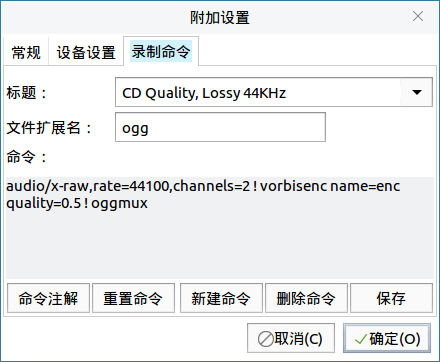 附加设置
常规 设备设置 录制命令
标题： CD Quality, Lossy 44KHz
文件扩展名： ogg
命令：
audio/x-raw,rate=44100,channels=2 ! vorbisenc name=enc
quality=0.5 ! oggmux
命令注解 重置命令 新建命令 删除命令 保存
取消(C) 确定(O)